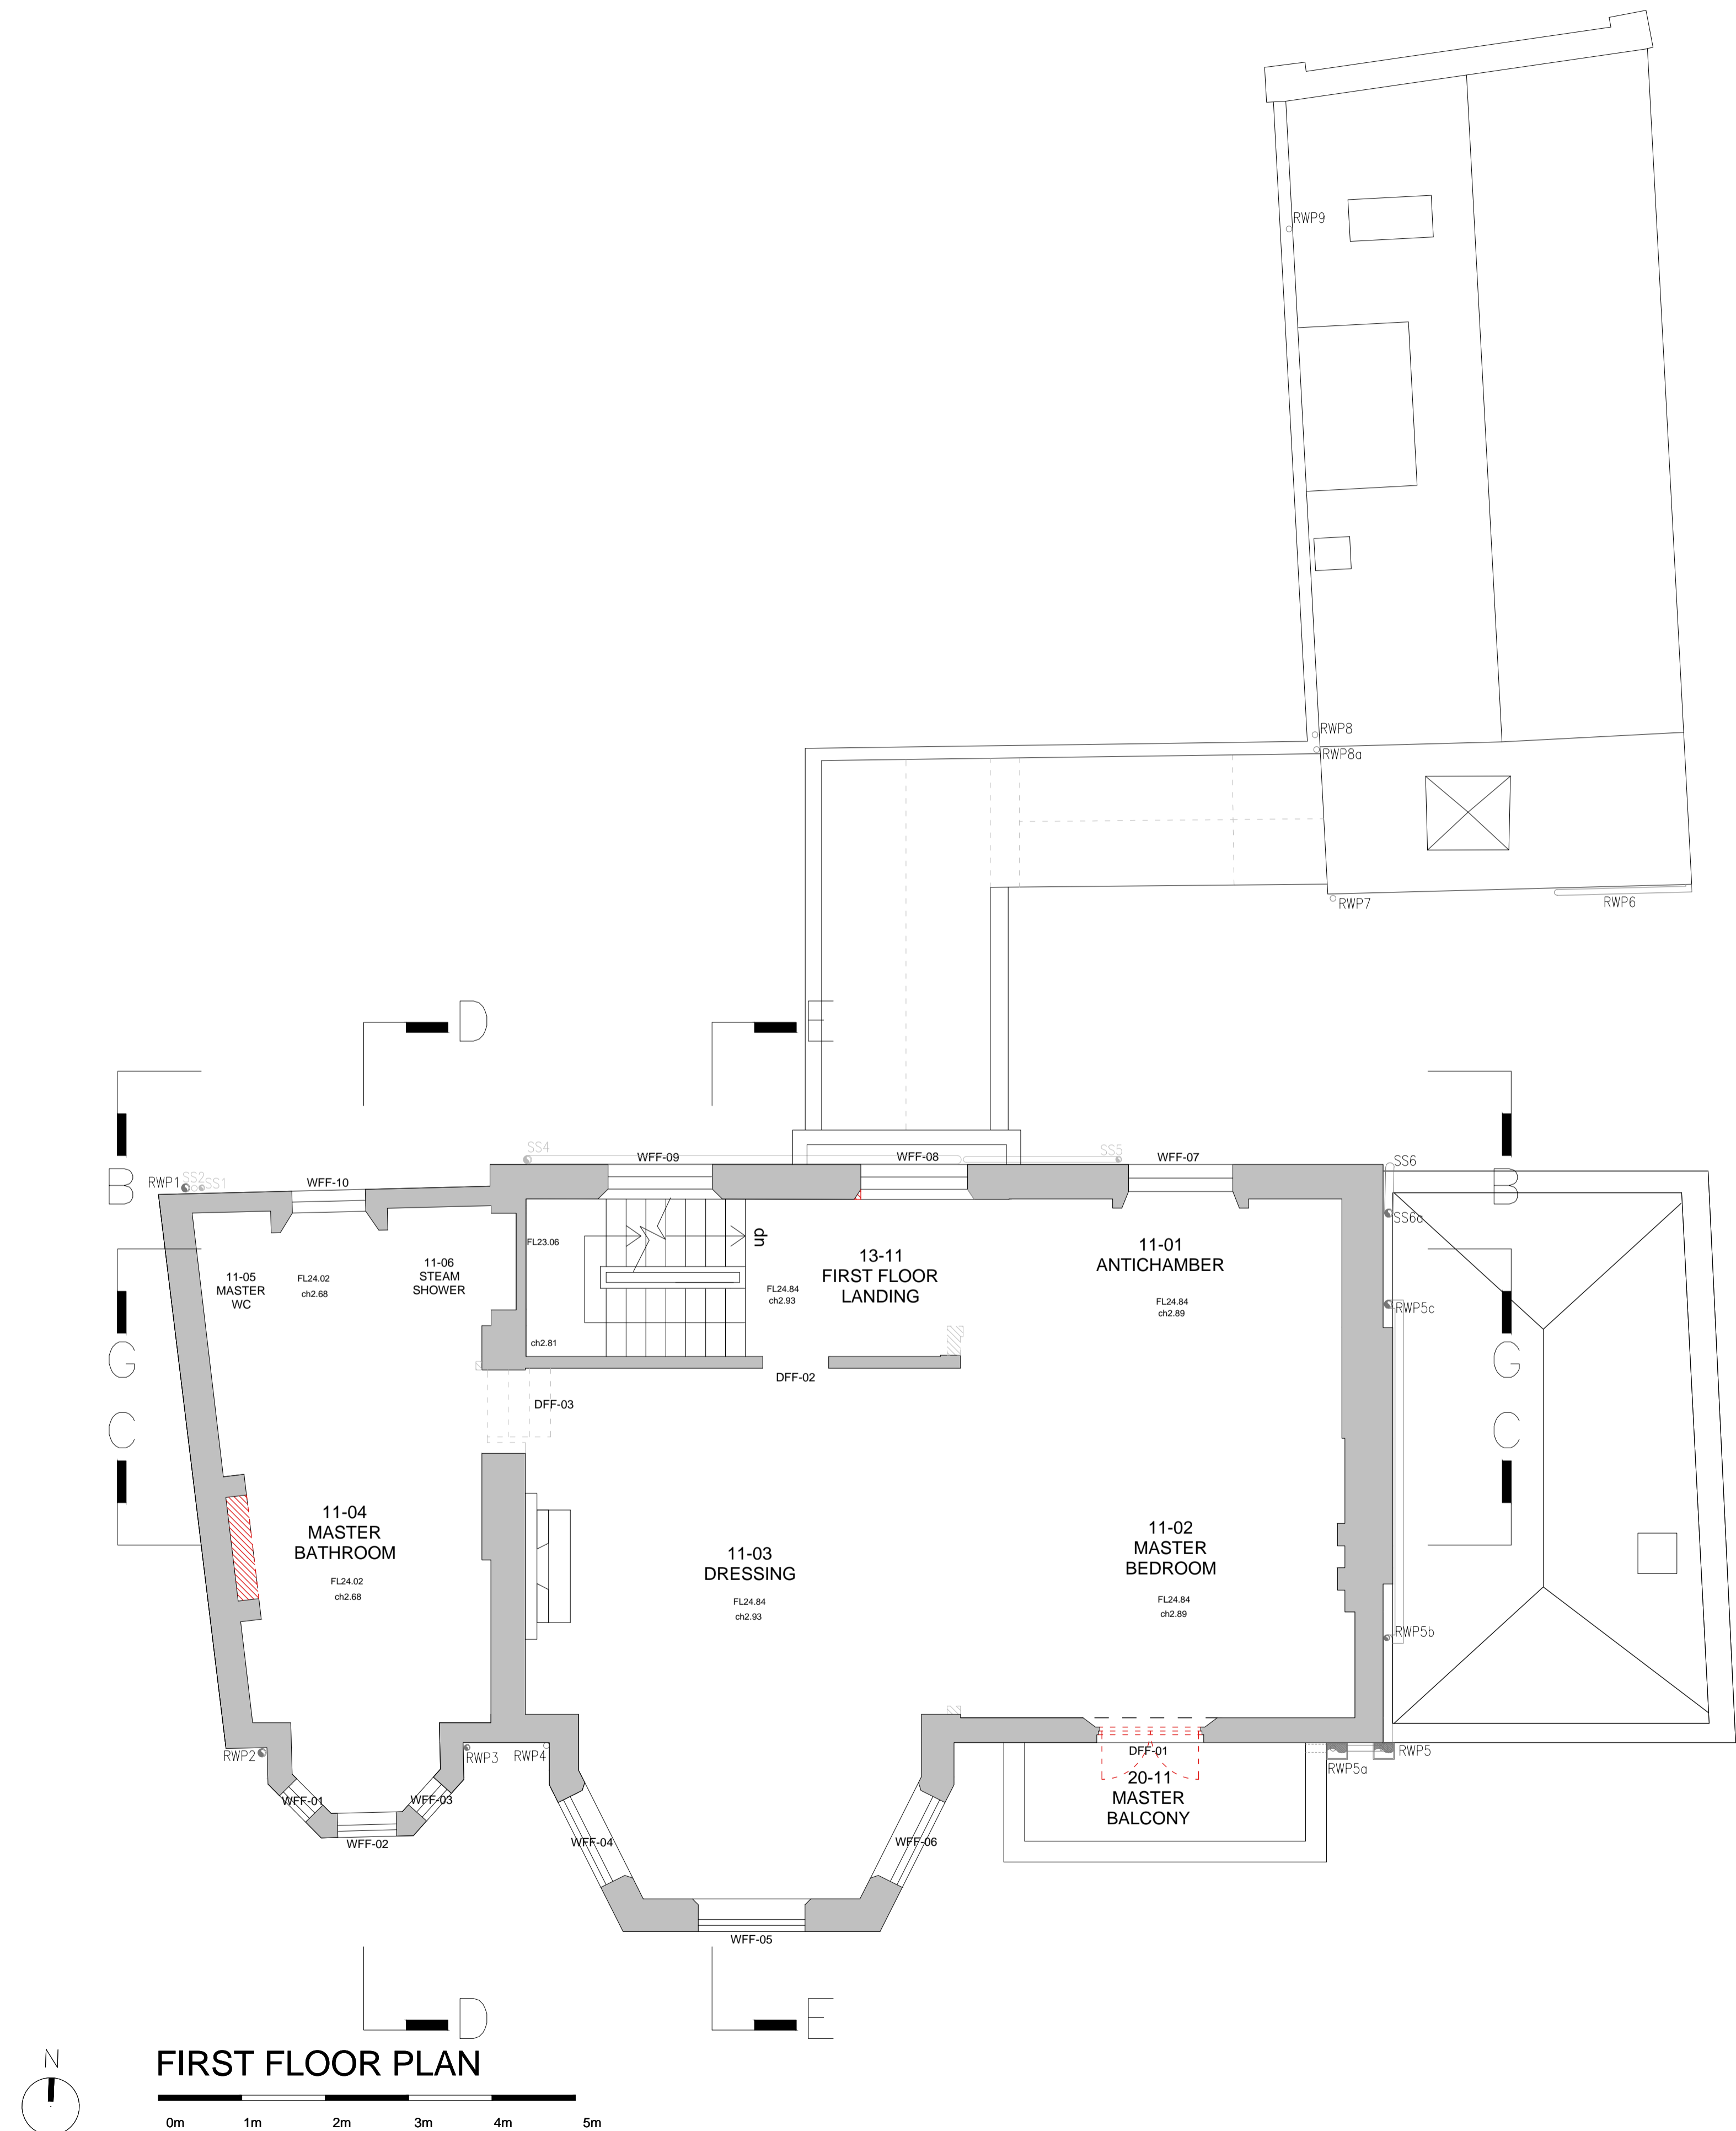 RWP9
RWP8
RWP8a
RWP7
RWP6
D
E
SS4
WFF-09
WFF-08
SS5
WFF-07
SS6
B
RWP1
SS2
SS1
WFF-10
B
SS6a
FL23.06
dn
13-11
FIRST FLOOR
LANDING
11-01
ANTICHAMBER
11-05
MASTER
WC
FL24.02
ch2.68
11-06
STEAM
SHOWER
FL24.84
ch2.93
FL24.84
ch2.89
RWP5c
ch2.81
G
G
DFF-02
DFF-03
C
C
11-04
MASTER
BATHROOM
FL24.02
ch2.68
11-03
DRESSING
FL24.84
ch2.93
11-02
MASTER
BEDROOM
FL24.84
ch2.89
RWP5b
RWP2
RWP3
RWP4
DFF-01
RWP5
RWP5a
20-11
MASTER
BALCONY
WFF-01
WFF-03
WFF-02
WFF-04
WFF-06
WFF-05
D
E
N
FIRST FLOOR PLAN
0m 1m 2m 3m 4m 5m